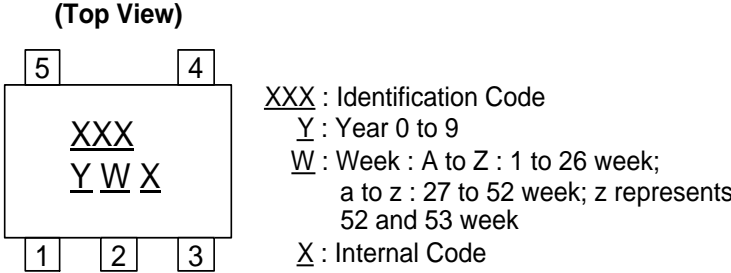 (Top View)
5 4
XXX
Y W X
1 2 3
XXX : Identification Code
Y : Year 0 to 9
W : Week : A to Z : 1 to 26 week;
a to z : 27 to 52 week; z represents
52 and 53 week
X : Internal Code